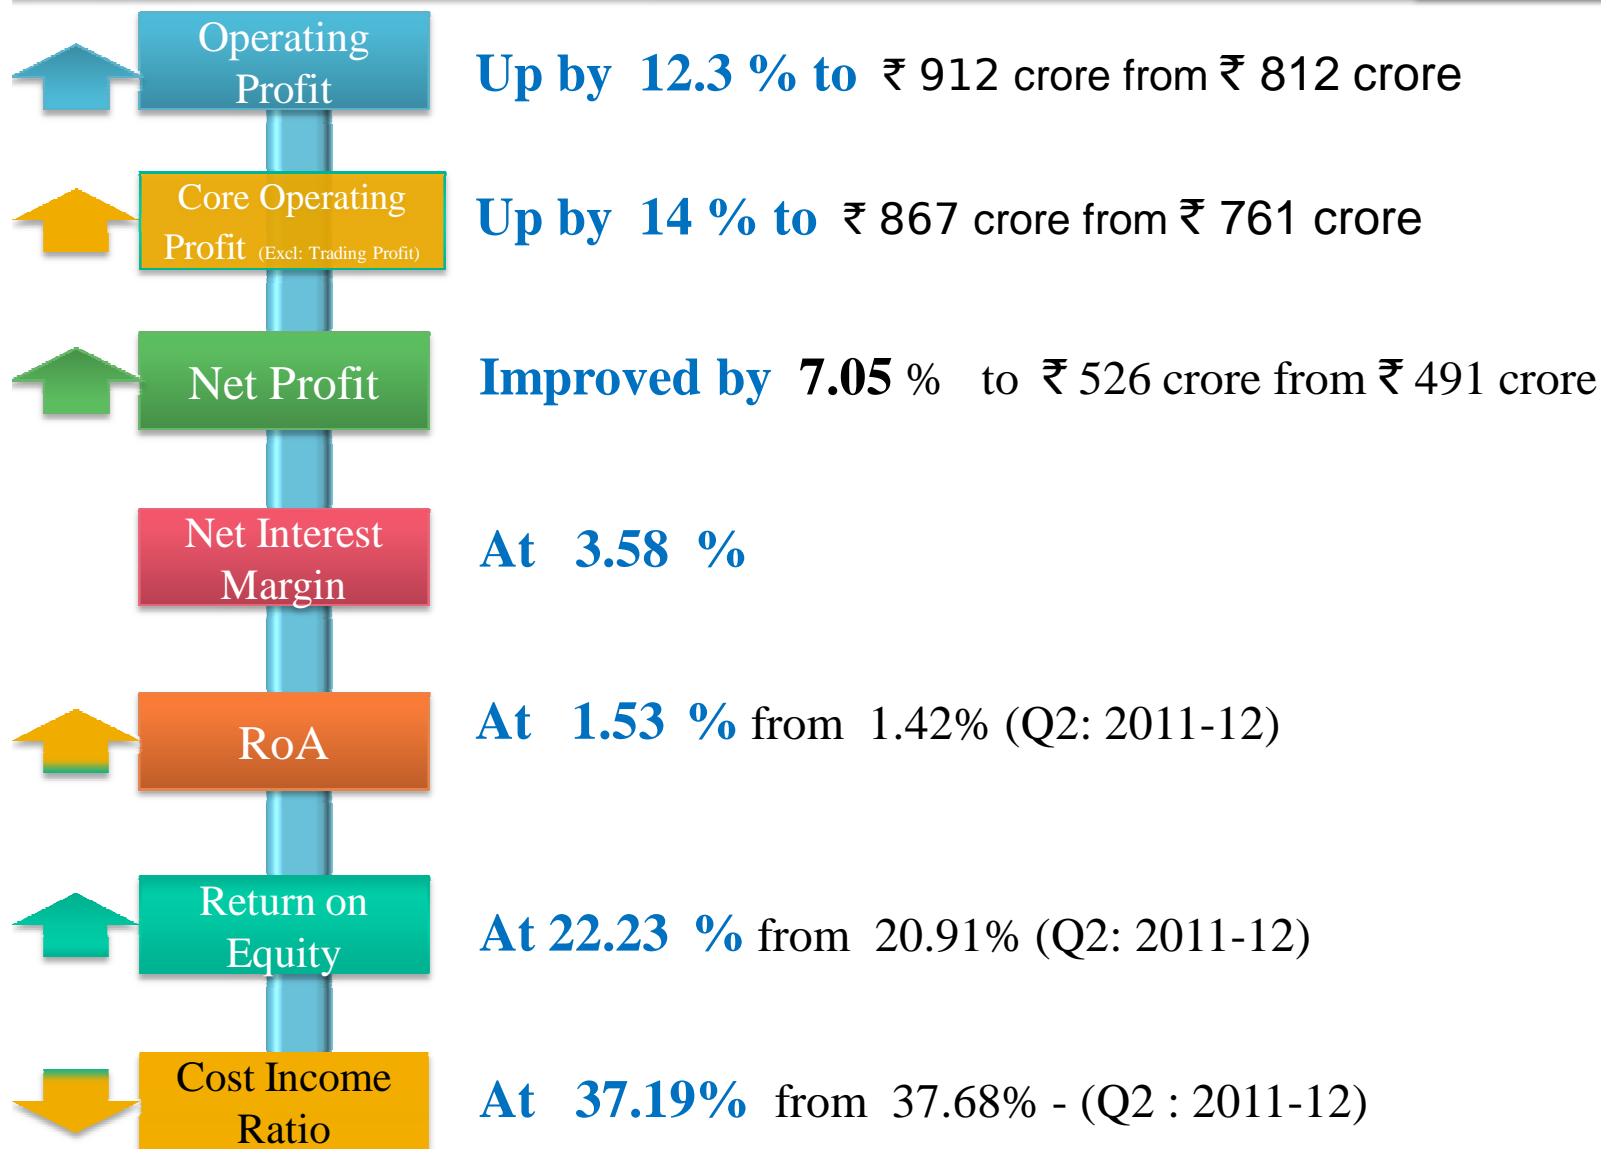 Operating
Profit
Up by 12.3 % to ₹ 912 crore from ₹ 812 crore
Core Operating
Profit (Excl: Trading Profit)
Up by 14 % to ₹ 867 crore from ₹ 761 crore
Net Profit
Improved by 7.05 % to ₹ 526 crore from ₹ 491 crore
Net Interest
Margin
At 3.58 %
RoA
At 1.53 % from 1.42% (Q2: 2011-12)
Return on
Equity
At 22.23 % from 20.91% (Q2: 2011-12)
Cost Income
Ratio
At 37.19% from 37.68% - (Q2 : 2011-12)